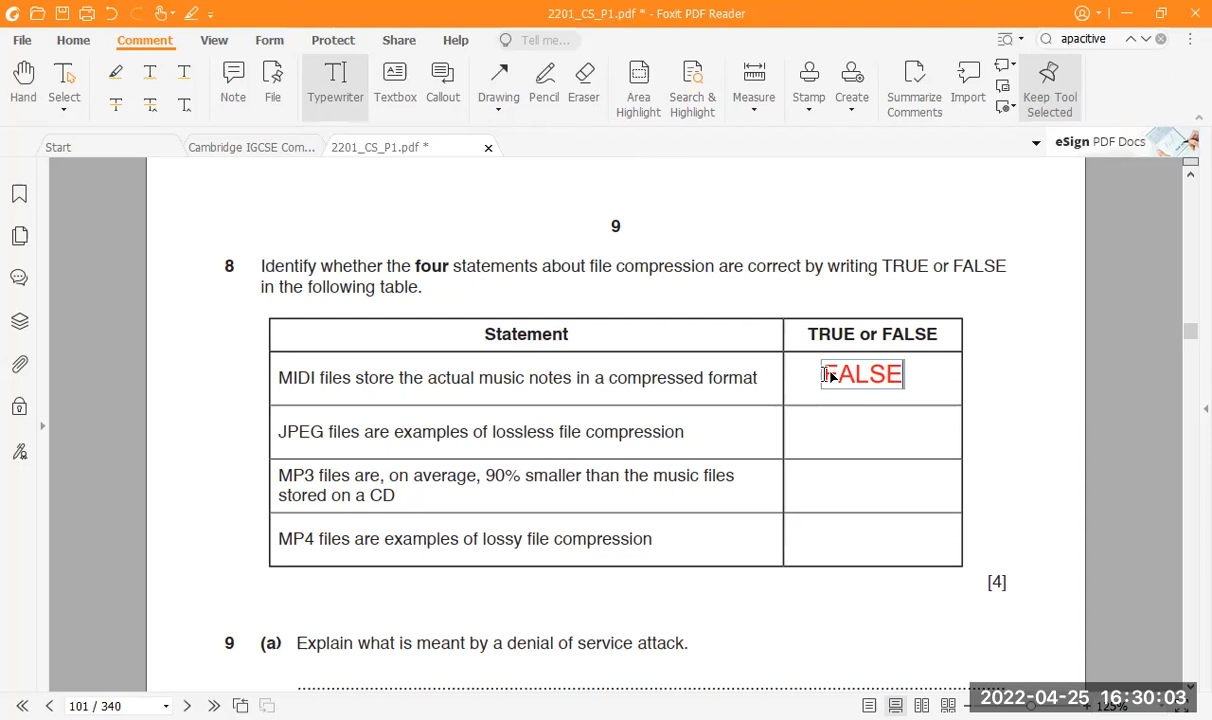 2201_CS_P1.pdf * - Foxit PDF Reader
File Home Comment View Form Protect Share Help Tell me... apacitive
Hand Select Note File Typewriter Textbox Callout Drawing Pencil Eraser Area Highlight Search & Highlight Measure Stamp Create Summarize Comments Import Keep Tool Selected
Start Cambridge IGCSE Com... 2201_CS_P1.pdf * eSign PDF Docs
9
8 Identify whether the four statements about file compression are correct by writing TRUE or FALSE
in the following table.
Statement TRUE or FALSE
MIDI files store the actual music notes in a compressed format FALSE
JPEG files are examples of lossless file compression
MP3 files are, on average, 90% smaller than the music files
stored on a CD
MP4 files are examples of lossy file compression
[4]
9 (a) Explain what is meant by a denial of service attack.
101 / 340 125%
2022-04-25 16:30:03